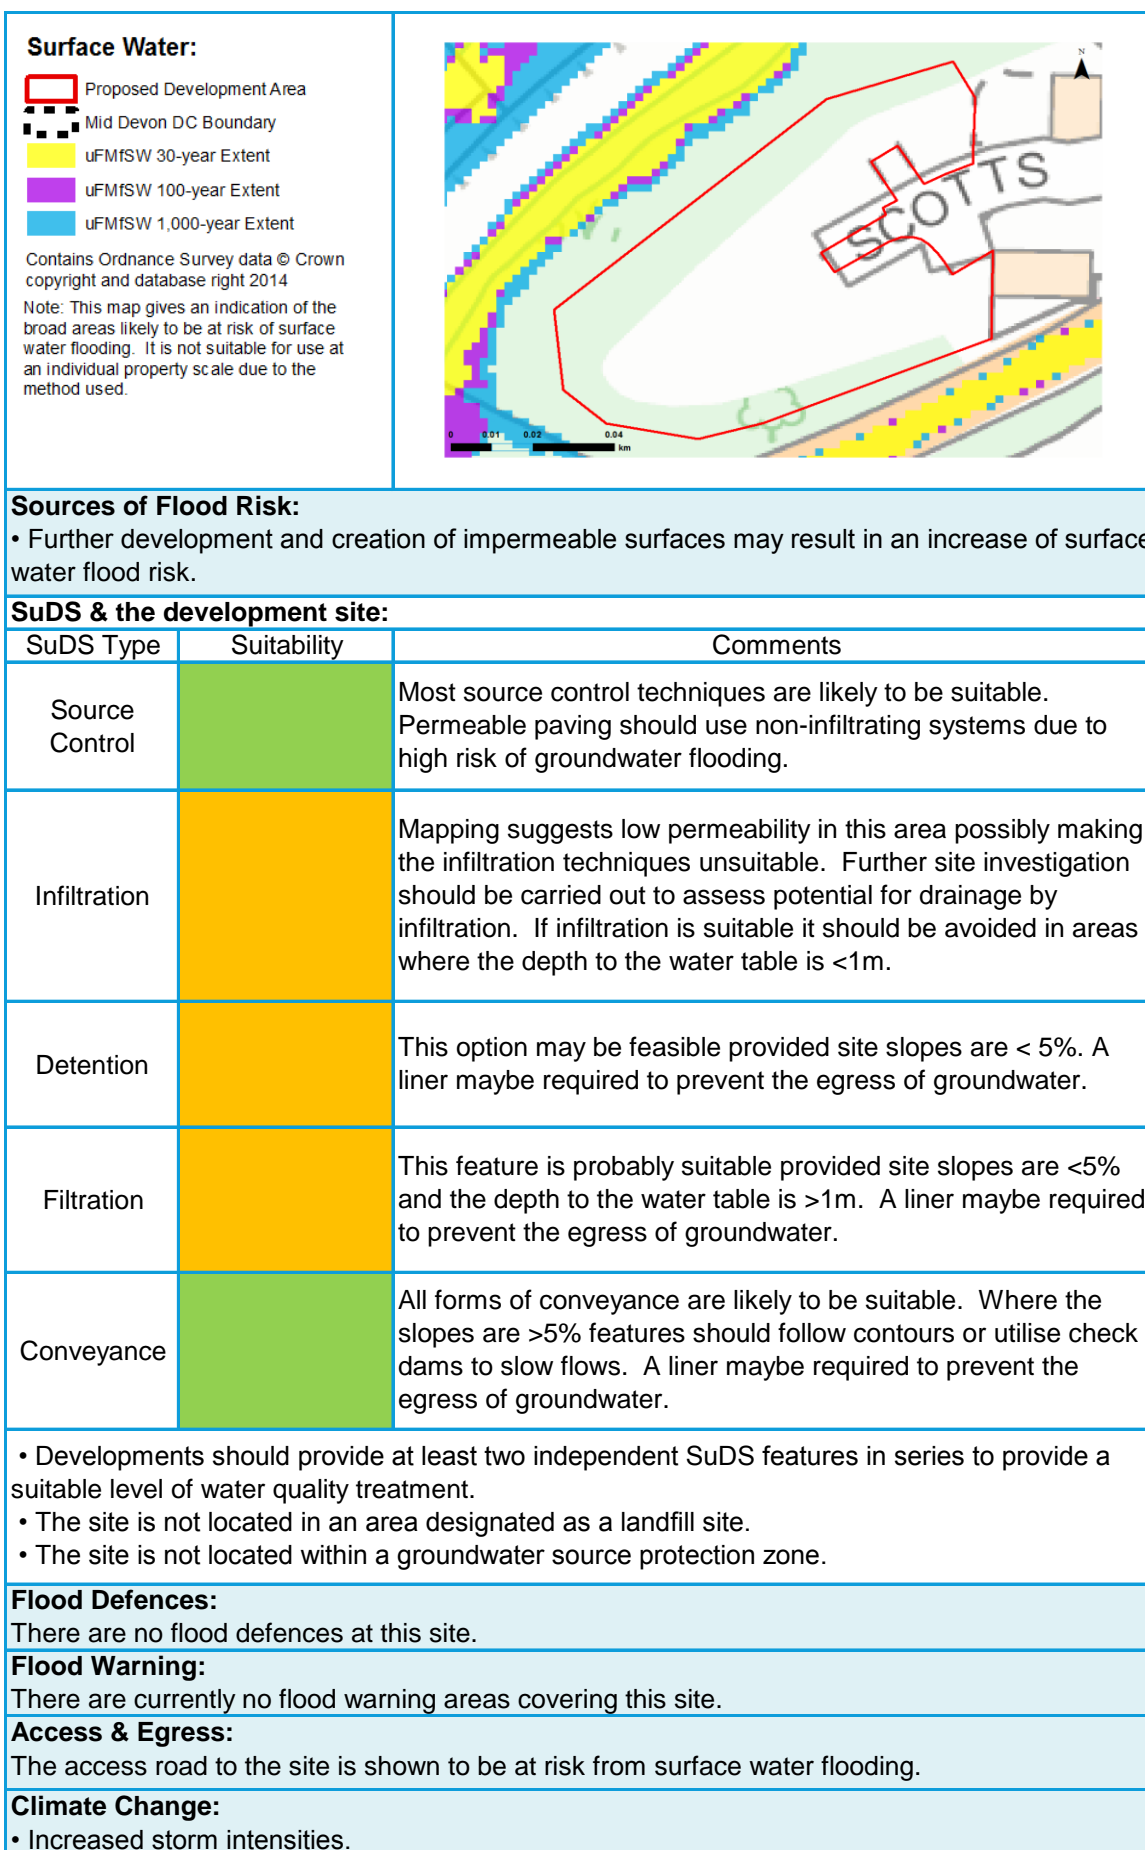 Surface Water:
Proposed Development Area
Mid Devon DC Boundary
uFMfSW 30-year Extent
uFMfSW 100-year Extent
uFMfSW 1,000-year Extent
Contains Ordnance Survey data © Crown
copyright and database right 2014
Note: This map gives an indication of the
broad areas likely to be at risk of surface
water flooding. It is not suitable for use at
an individual property scale due to the
method used.
N
SCOTTS
0 0.01 0.02 0.04
km
Sources of Flood Risk:
• Further development and creation of impermeable surfaces may result in an increase of surface
water flood risk.
SuDS & the development site:
SuDS Type Suitability Comments
Source
Control
Most source control techniques are likely to be suitable.
Permeable paving should use non-infiltrating systems due to
high risk of groundwater flooding.
Infiltration
Mapping suggests low permeability in this area possibly making
the infiltration techniques unsuitable. Further site investigation
should be carried out to assess potential for drainage by
infiltration. If infiltration is suitable it should be avoided in areas
where the depth to the water table is <1m.
Detention
This option may be feasible provided site slopes are < 5%. A
liner maybe required to prevent the egress of groundwater.
Filtration
This feature is probably suitable provided site slopes are <5%
and the depth to the water table is >1m. A liner maybe required
to prevent the egress of groundwater.
Conveyance
All forms of conveyance are likely to be suitable. Where the
slopes are >5% features should follow contours or utilise check
dams to slow flows. A liner maybe required to prevent the
egress of groundwater.
• Developments should provide at least two independent SuDS features in series to provide a
suitable level of water quality treatment.
• The site is not located in an area designated as a landfill site.
• The site is not located within a groundwater source protection zone.
Flood Defences:
There are no flood defences at this site.
Flood Warning:
There are currently no flood warning areas covering this site.
Access & Egress:
The access road to the site is shown to be at risk from surface water flooding.
Climate Change:
• Increased storm intensities.